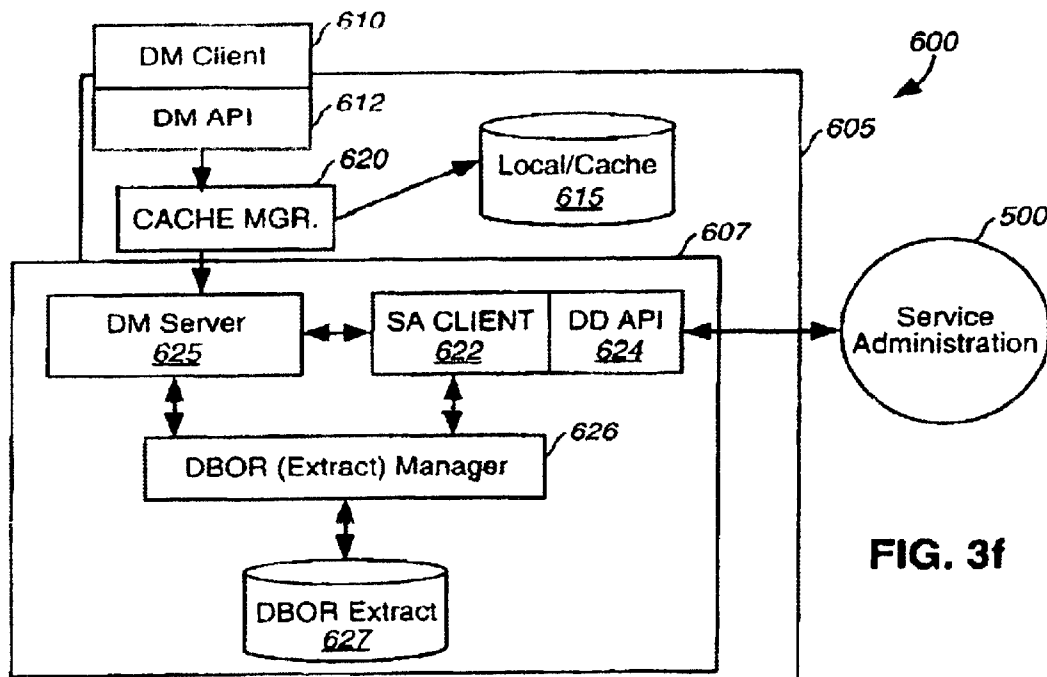 610
DM Client
600
612
DM API
605
620
Local/Cache
615
CACHE MGR.
607
500
DM Server
625
SA CLIENT
622
DD API
624
Service
Administration
626
DBOR (Extract) Manager
FIG. 3f
DBOR Extract
627